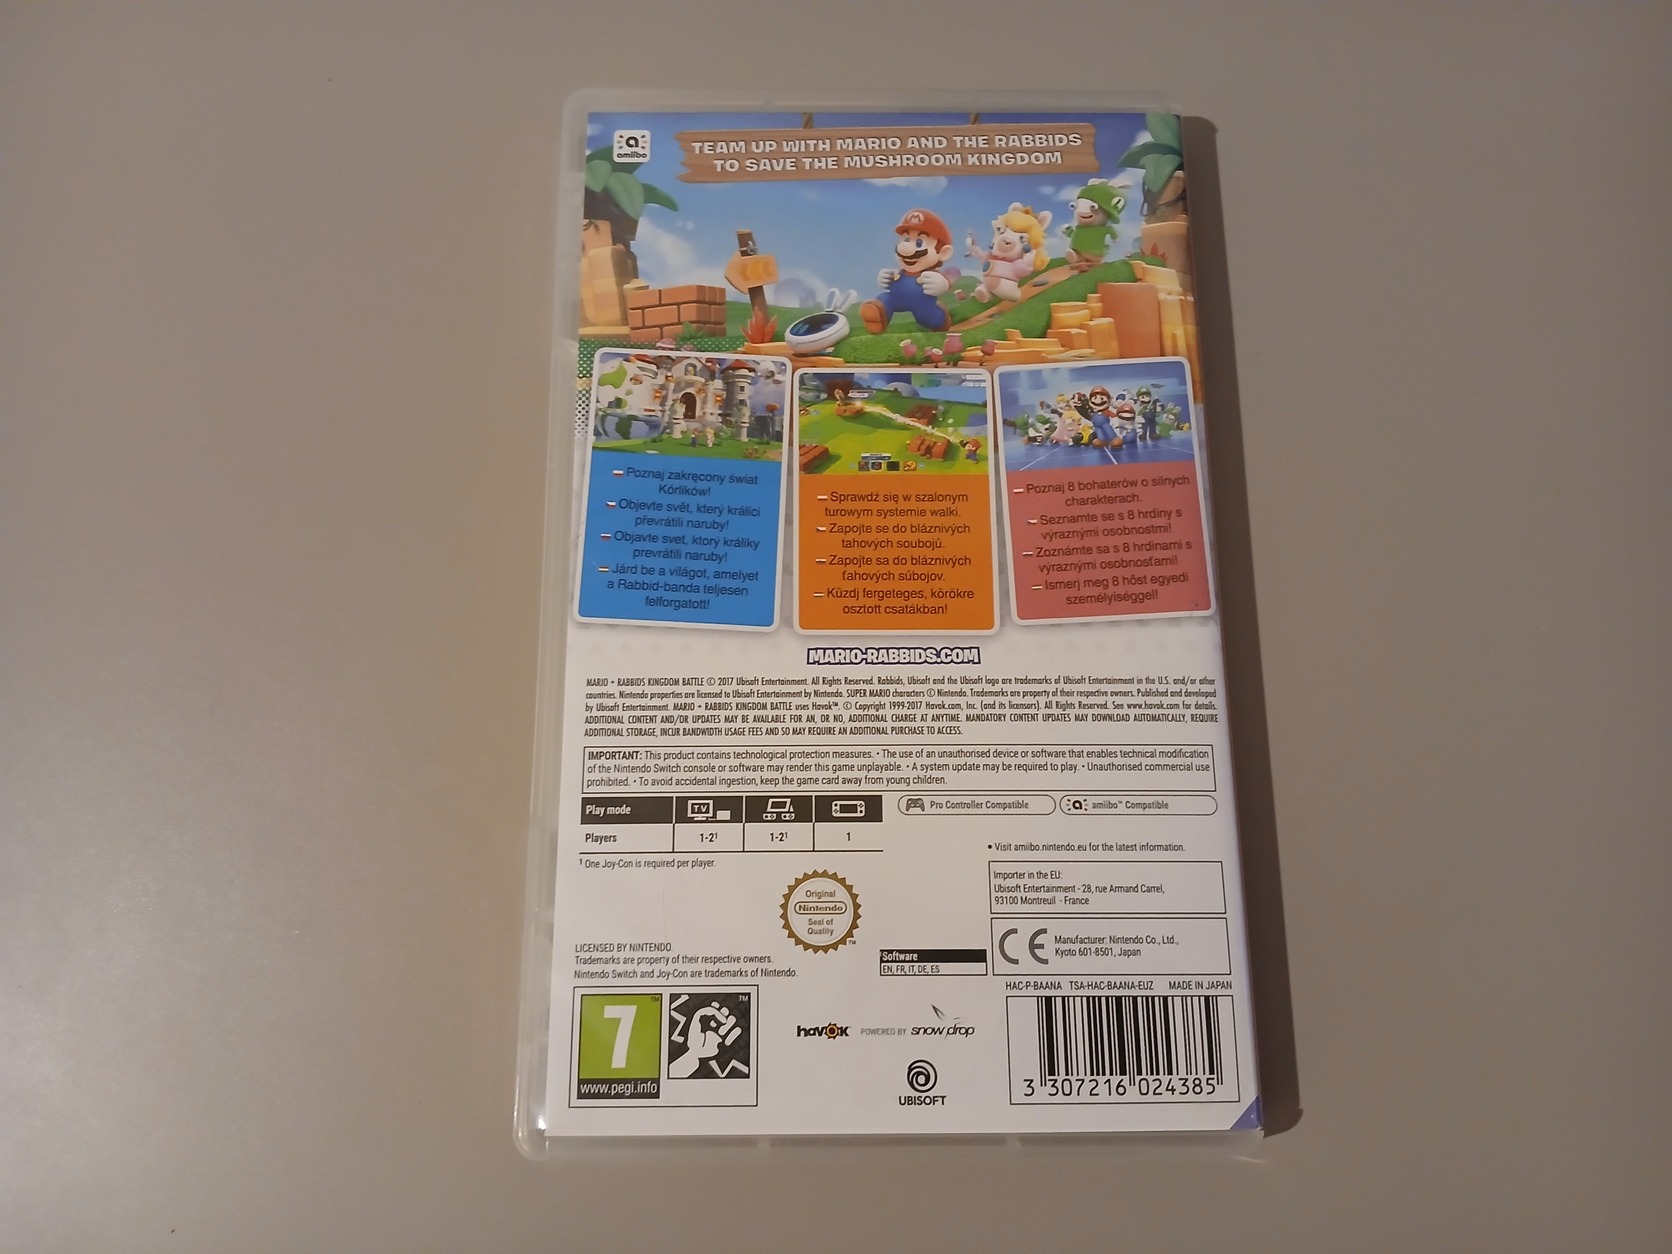 amiibo
TEAM UP WITH MARIO AND THE RABBIDS
TO SAVE THE MUSHROOM KINGDOM
Poznaj zakręcony świat
Kórlików!
Objevte svět, který králíci
převrátili naruby!
Objavte svet, ktorý králiky
prevrátili naruby!
Járd be a világot, amelyet
a Rabbid-banda teljesen
felforgatott!
Sprawdź się w szalonym
turowym systemie walki.
Zapojte se do bláznivých
tahových soubojů.
Zapojte sa do bláznivých
ťahových súbojov.
Küzdj fergeteges, körökre
osztott csatákban!
Poznaj 8 bohaterów o silnych
charakterach.
Seznamte se s 8 hrdiny s
výraznými osobnostmi!
Zoznámte sa s 8 hrdinami s
výraznými osobnosťami!
Ismerj meg 8 hőst egyedi
személyiséggel!
MARIO-RABBIDS.COM
MARIO + RABBIDS KINGDOM BATTLE © 2017 Ubisoft Entertainment. All Rights Reserved. Rabbids, Ubisoft and the Ubisoft logo are trademarks of Ubisoft Entertainment in the U.S. and/or other
countries. Nintendo properties are licensed to Ubisoft Entertainment by Nintendo. SUPER MARIO characters © Nintendo. Trademarks are property of their respective owners. Published and developed
by Ubisoft Entertainment. MARIO + RABBIDS KINGDOM BATTLE uses Havok™. © Copyright 1999-2017 Havok.com, Inc. (and its licensors). All Rights Reserved. See www.havok.com for details.
ADDITIONAL CONTENT AND/OR UPDATES MAY BE AVAILABLE FOR AN, OR NO, ADDITIONAL CHARGE AT ANYTIME. MANDATORY CONTENT UPDATES MAY DOWNLOAD AUTOMATICALLY, REQUIRE
ADDITIONAL STORAGE, INCUR BANDWIDTH USAGE FEES AND SO MAY REQUIRE AN ADDITIONAL PURCHASE TO ACCESS.
IMPORTANT: This product contains technological protection measures. • The use of an unauthorised device or software that enables technical modification
of the Nintendo Switch console or software may render this game unplayable. • A system update may be required to play. • Unauthorised commercial use
prohibited. • To avoid accidental ingestion, keep the game card away from young children.
Play mode TV
Players 1-2¹ 1-2¹ 1
¹ One Joy-Con is required per player.
Pro Controller Compatible
amiibo™ Compatible
• Visit amiibo.nintendo.eu for the latest information.
Importer in the EU:
Ubisoft Entertainment - 28, rue Armand Carrel,
93100 Montreuil - France
Original
Nintendo
Seal of
Quality
TM
CE
Manufacturer: Nintendo Co., Ltd.,
Kyoto 601-8501, Japan
LICENSED BY NINTENDO.
Trademarks are property of their respective owners.
Nintendo Switch and Joy-Con are trademarks of Nintendo.
Software
EN, FR, IT, DE, ES
HAC-P-BAANA TSA-HAC-BAANA-EUZ MADE IN JAPAN
7
TM
www.pegi.info
TM
havok
POWERED BY snowdrop
UBISOFT
3 307216 024385